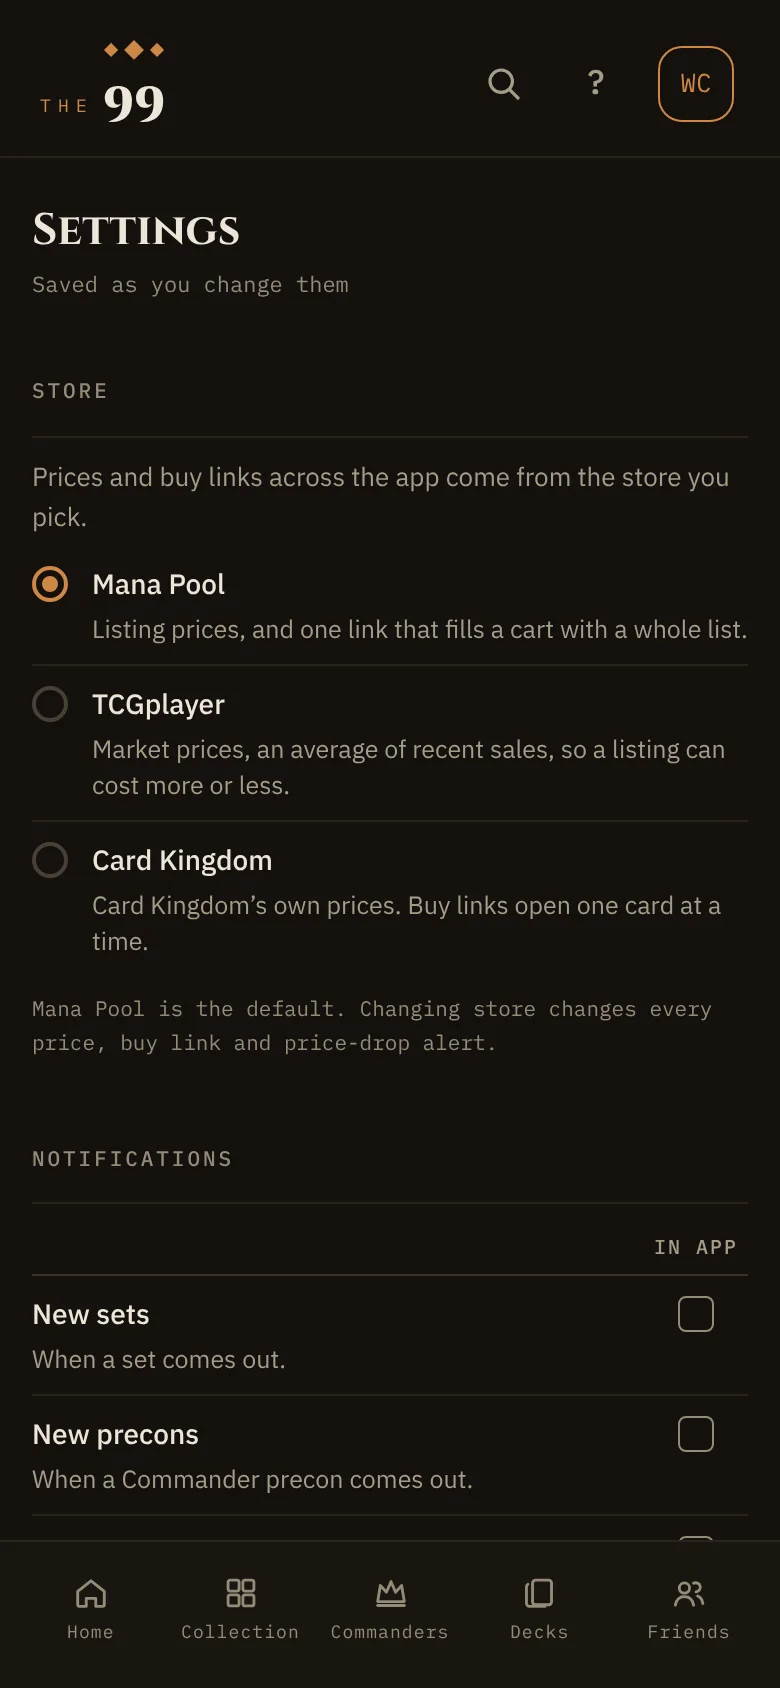 THE 99
?
WC
Settings
Saved as you change them
STORE
Prices and buy links across the app come from the store you
pick.
Mana Pool
Listing prices, and one link that fills a cart with a whole list.
TCGplayer
Market prices, an average of recent sales, so a listing can
cost more or less.
Card Kingdom
Card Kingdom’s own prices. Buy links open one card at a
time.
Mana Pool is the default. Changing store changes every
price, buy link and price-drop alert.
NOTIFICATIONS
IN APP
New sets
When a set comes out.
New precons
When a Commander precon comes out.
Home Collection Commanders Decks Friends